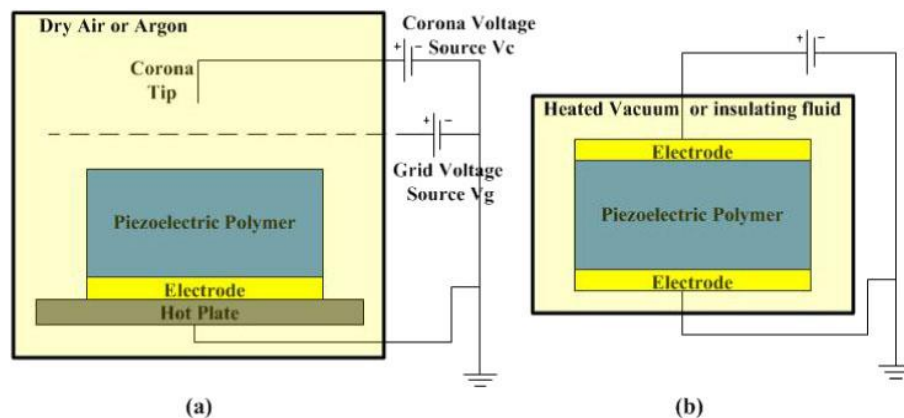 Dry Air or Argon
Corona Voltage
Source Vc
+
-
Corona
Tip
+
-
Grid Voltage
Source Vg
Piezoelectric Polymer
Electrode
Hot Plate
(a)
+
-
Heated Vacuum or insulating fluid
Electrode
Piezoelectric Polymer
Electrode
(b)